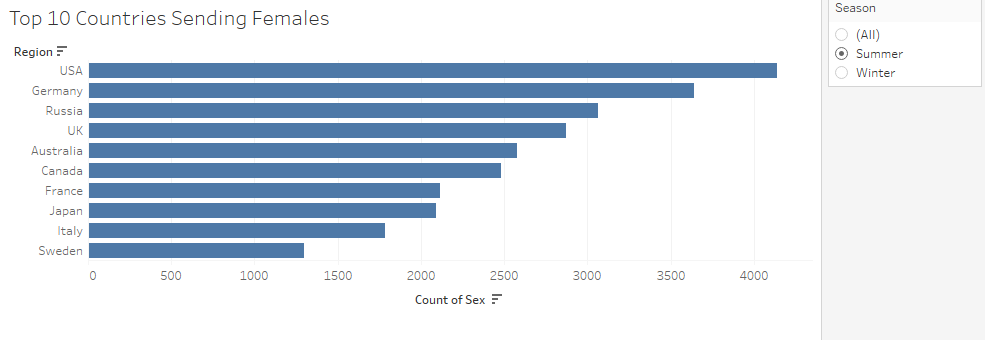 Top 10 Countries Sending Females
Region
USA
Germany
Russia
UK
Australia
Canada
France
Japan
Italy
Sweden
0 500 1000 1500 2000 2500 3000 3500 4000
Count of Sex
Season
(All)
Summer
Winter